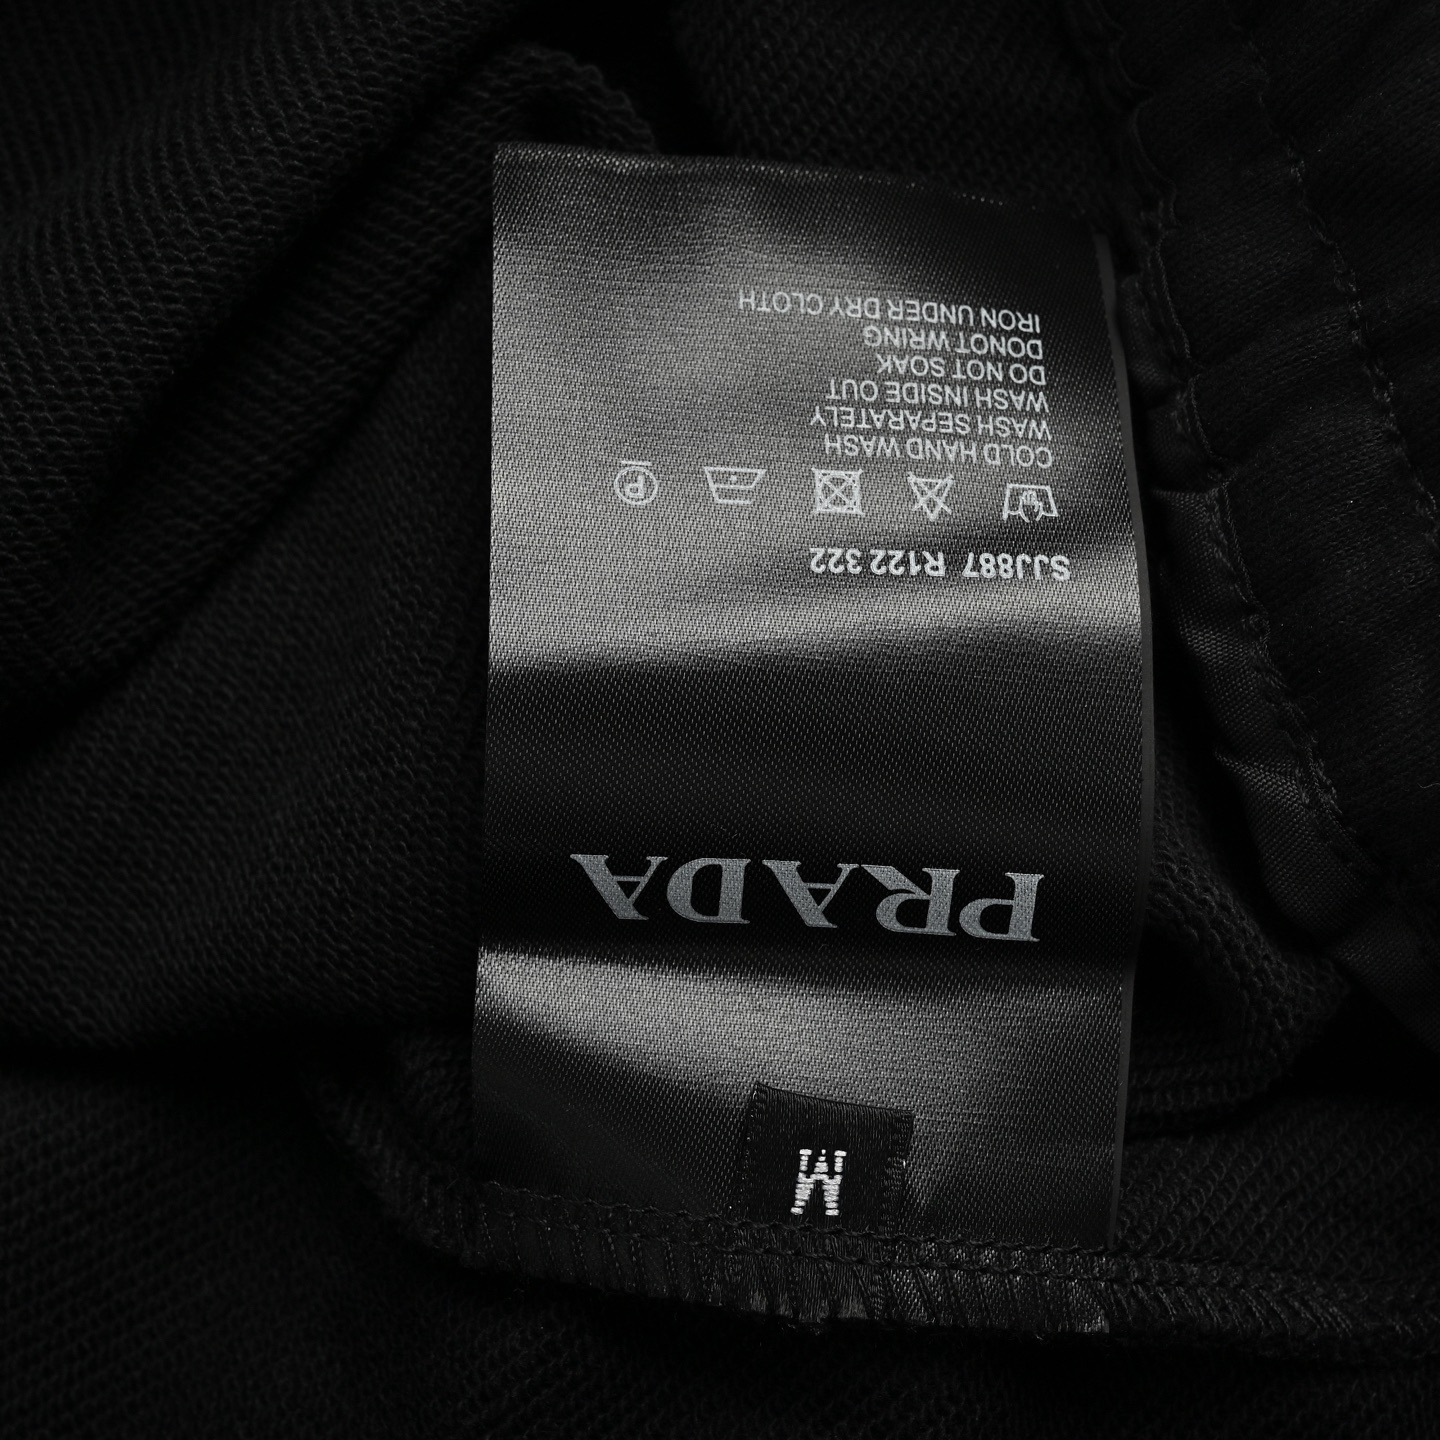 M
PRADA
SJJ887 R122 322
COLD HAND WASH
WASH SEPARATELY
WASH INSIDE OUT
DO NOT SOAK
DONOT WRING
IRON UNDER DRY CLOTH